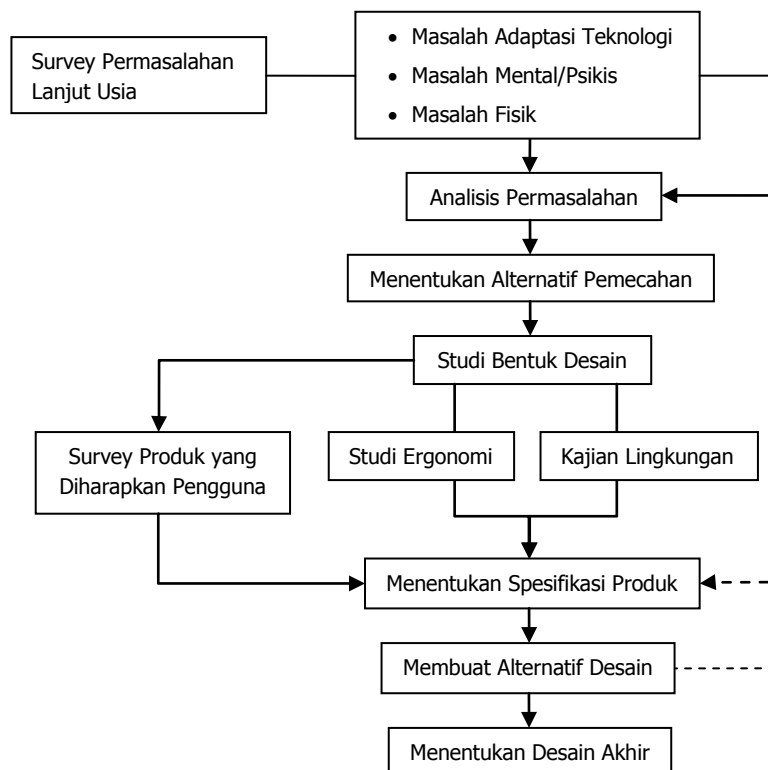 Survey Permasalahan
Lanjut Usia
• Masalah Adaptasi Teknologi
• Masalah Mental/Psikis
• Masalah Fisik
Analisis Permasalahan
Menentukan Alternatif Pemecahan
Studi Bentuk Desain
Survey Produk yang
Diharapkan Pengguna
Studi Ergonomi
Kajian Lingkungan
Menentukan Spesifikasi Produk
Membuat Alternatif Desain
Menentukan Desain Akhir